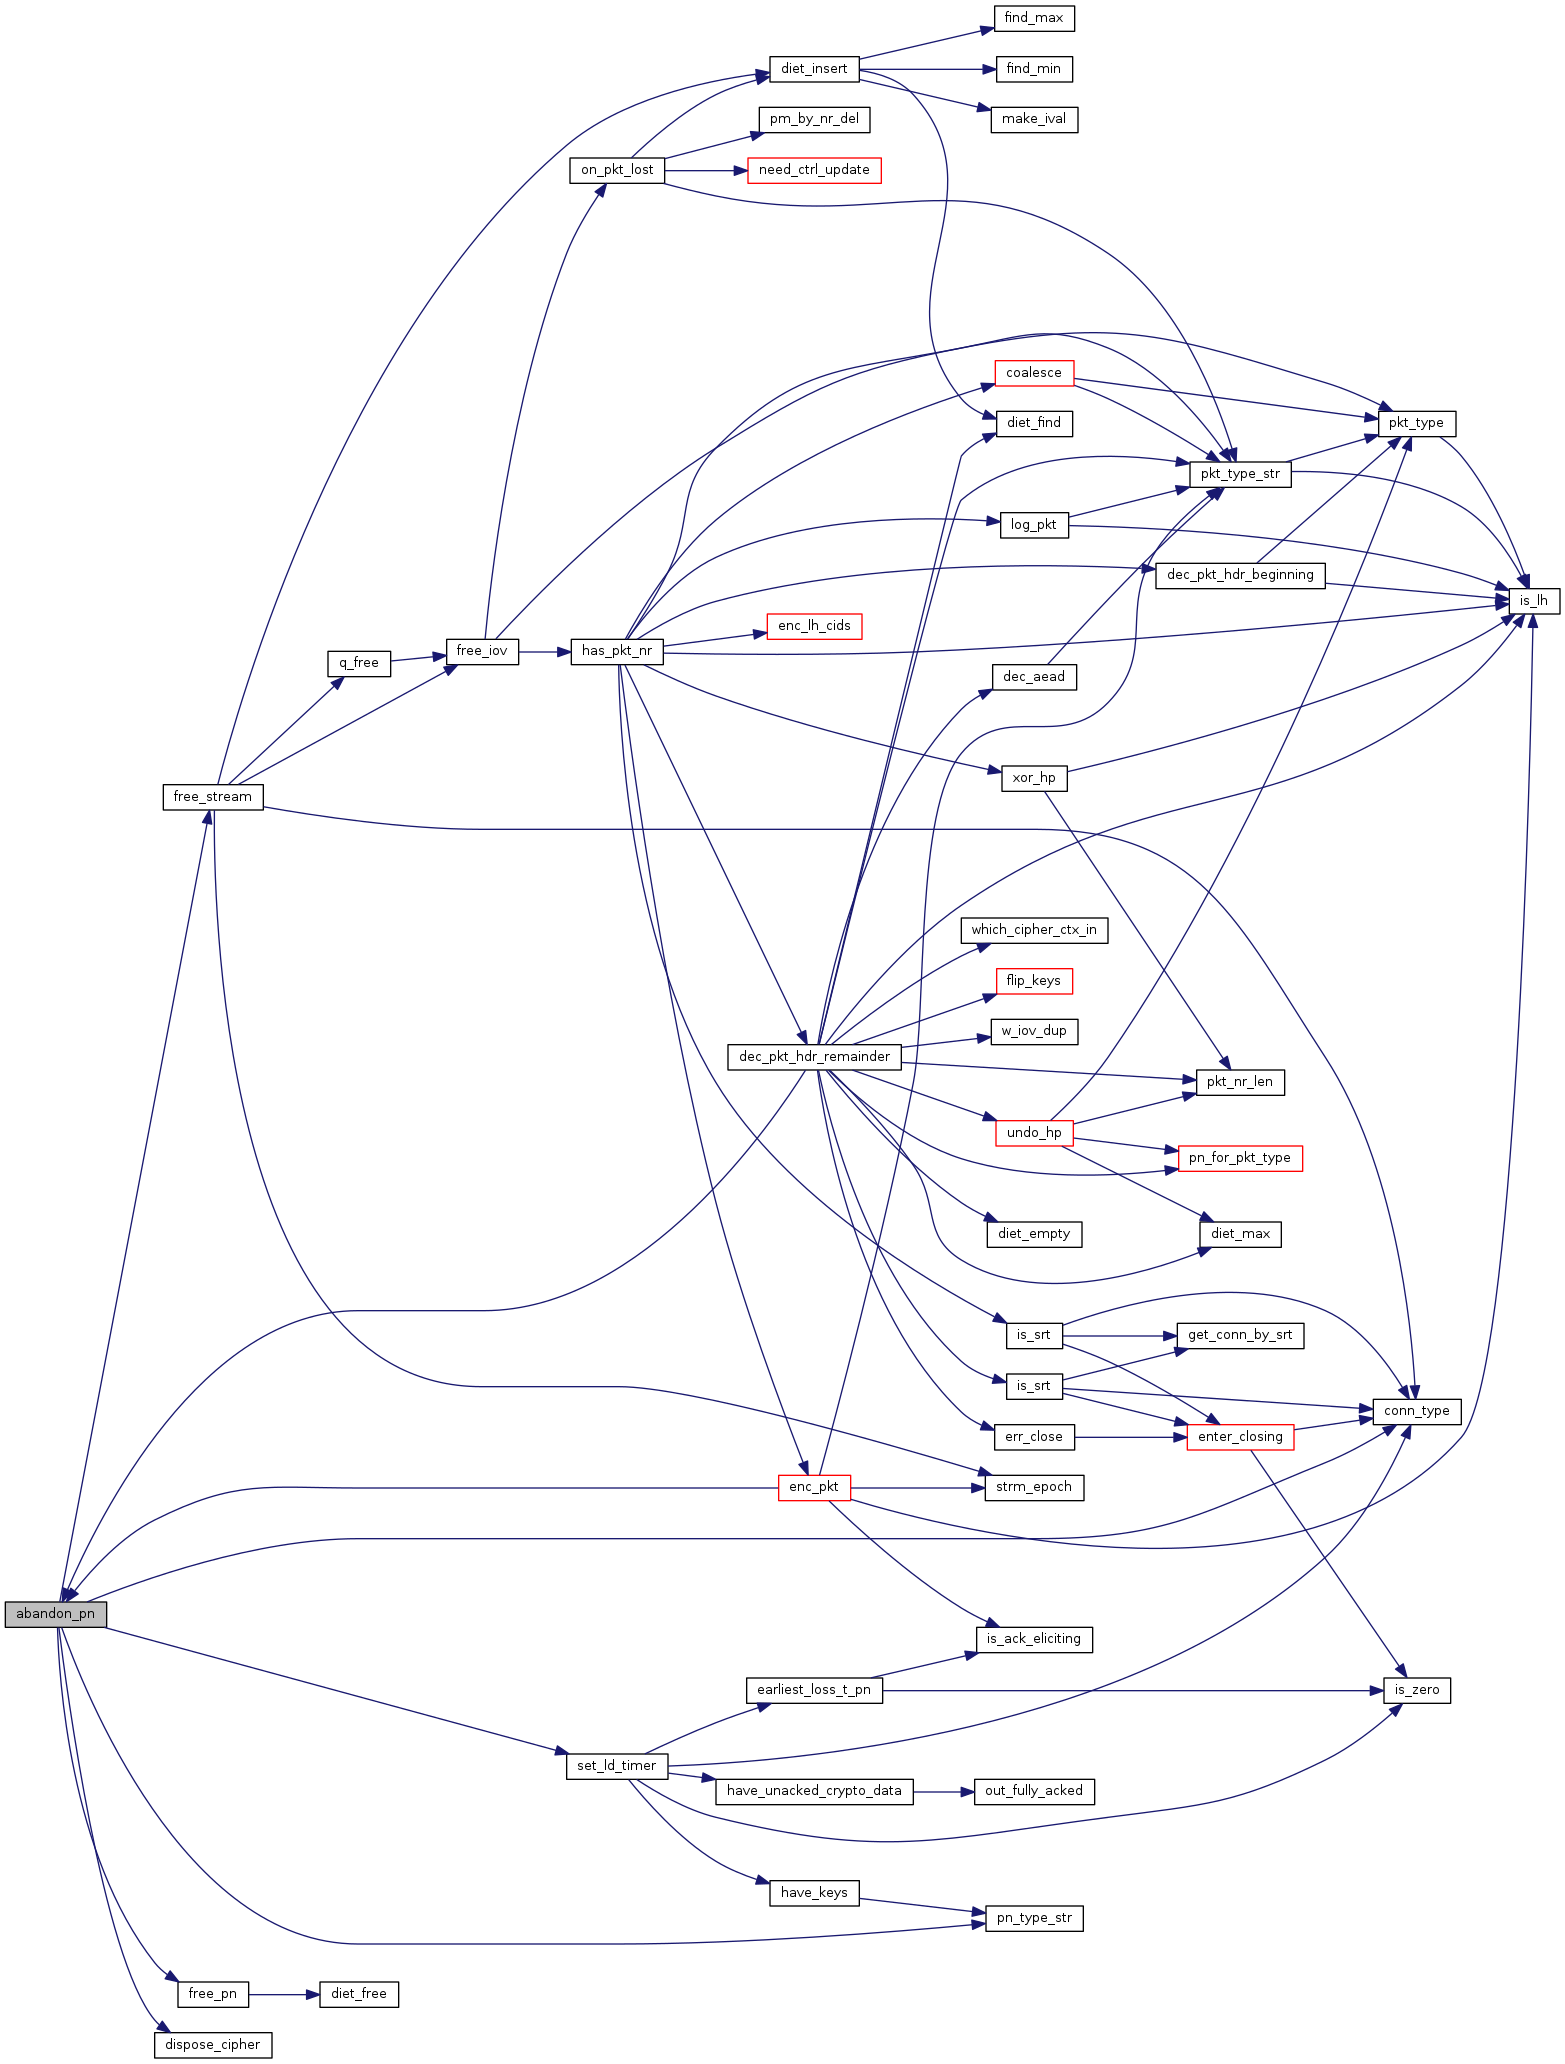 find_max
diet_insert
find_min
pm_by_nr_del
make_ival
on_pkt_lost
need_ctrl_update
coalesce
diet_find
pkt_type
pkt_type_str
log_pkt
dec_pkt_hdr_beginning
is_lh
enc_lh_cids
free_iov
has_pkt_nr
q_free
dec_aead
xor_hp
free_stream
which_cipher_ctx_in
flip_keys
w_iov_dup
dec_pkt_hdr_remainder
pkt_nr_len
undo_hp
pn_for_pkt_type
diet_empty
diet_max
is_srt
get_conn_by_srt
is_srt
conn_type
err_close
enter_closing
enc_pkt
strm_epoch
abandon_pn
is_ack_eliciting
earliest_loss_t_pn
is_zero
set_ld_timer
have_unacked_crypto_data
out_fully_acked
have_keys
pn_type_str
free_pn
diet_free
dispose_cipher